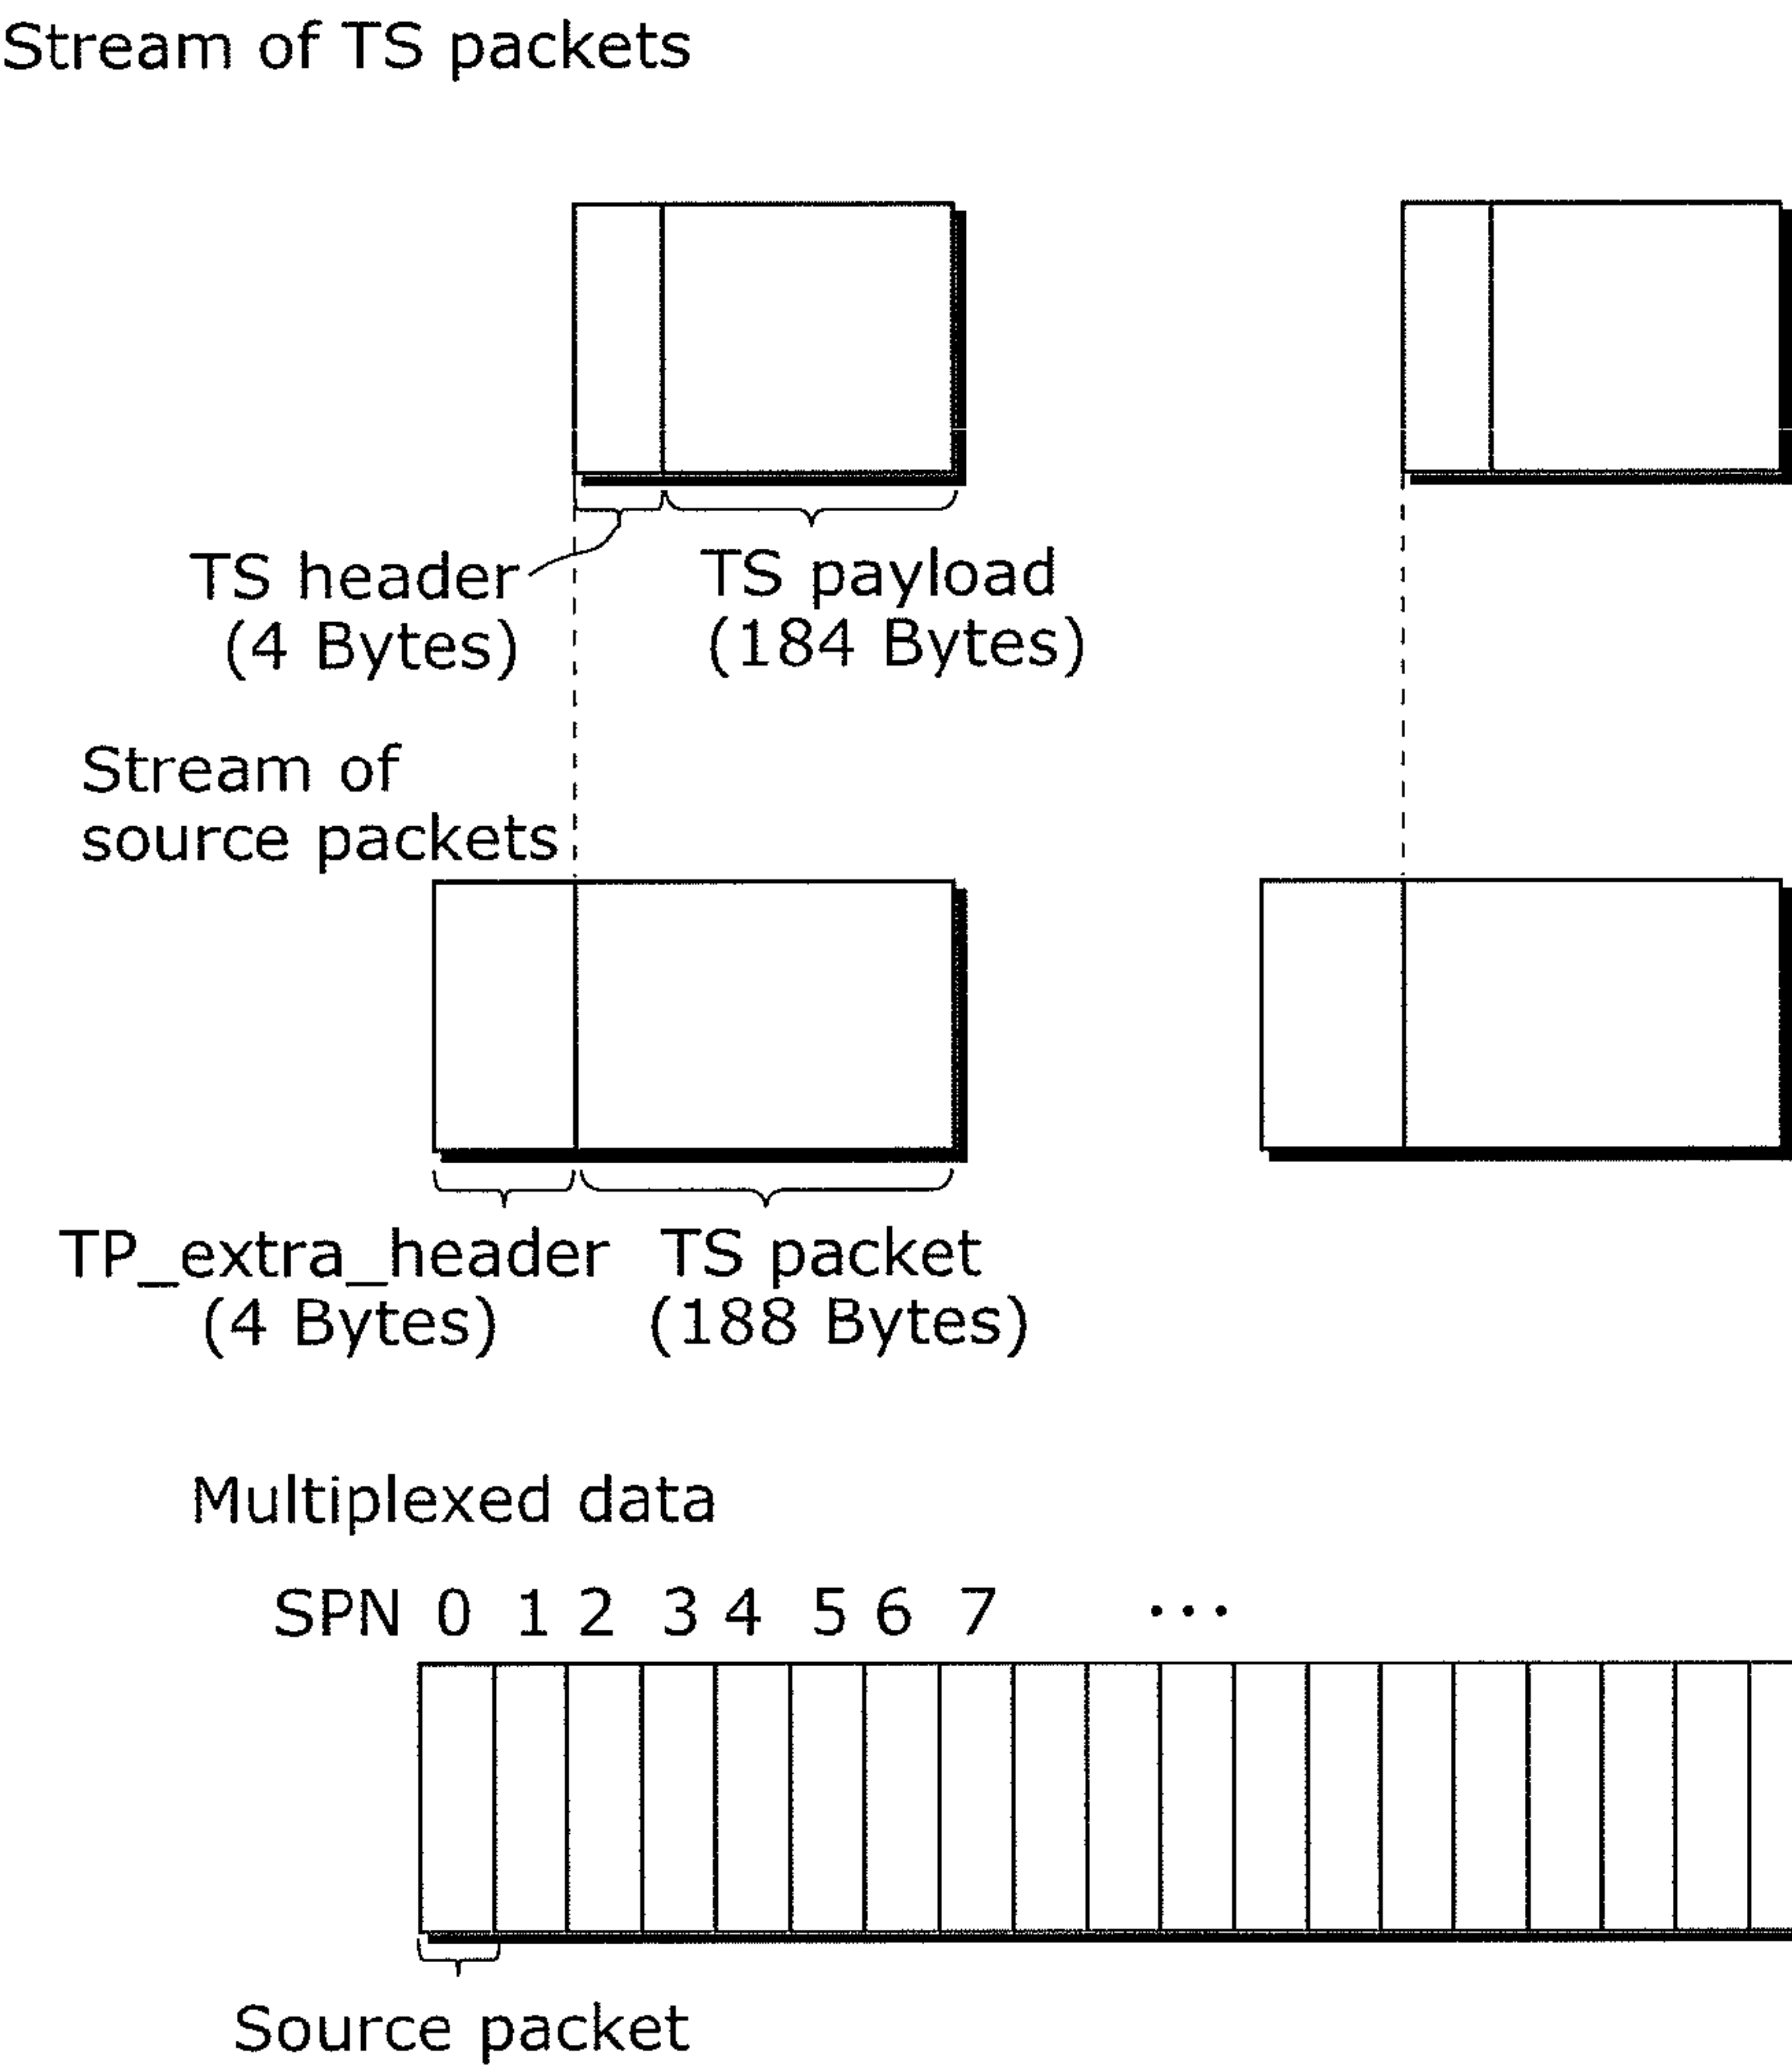 Stream of TS packets
TS header
(4 Bytes)
TS payload
(184 Bytes)
Stream of
source packets
TP_extra_header
(4 Bytes)
TS packet
(188 Bytes)
Multiplexed data
SPN 0 1 2 3 4 5 6 7 ...
Source packet